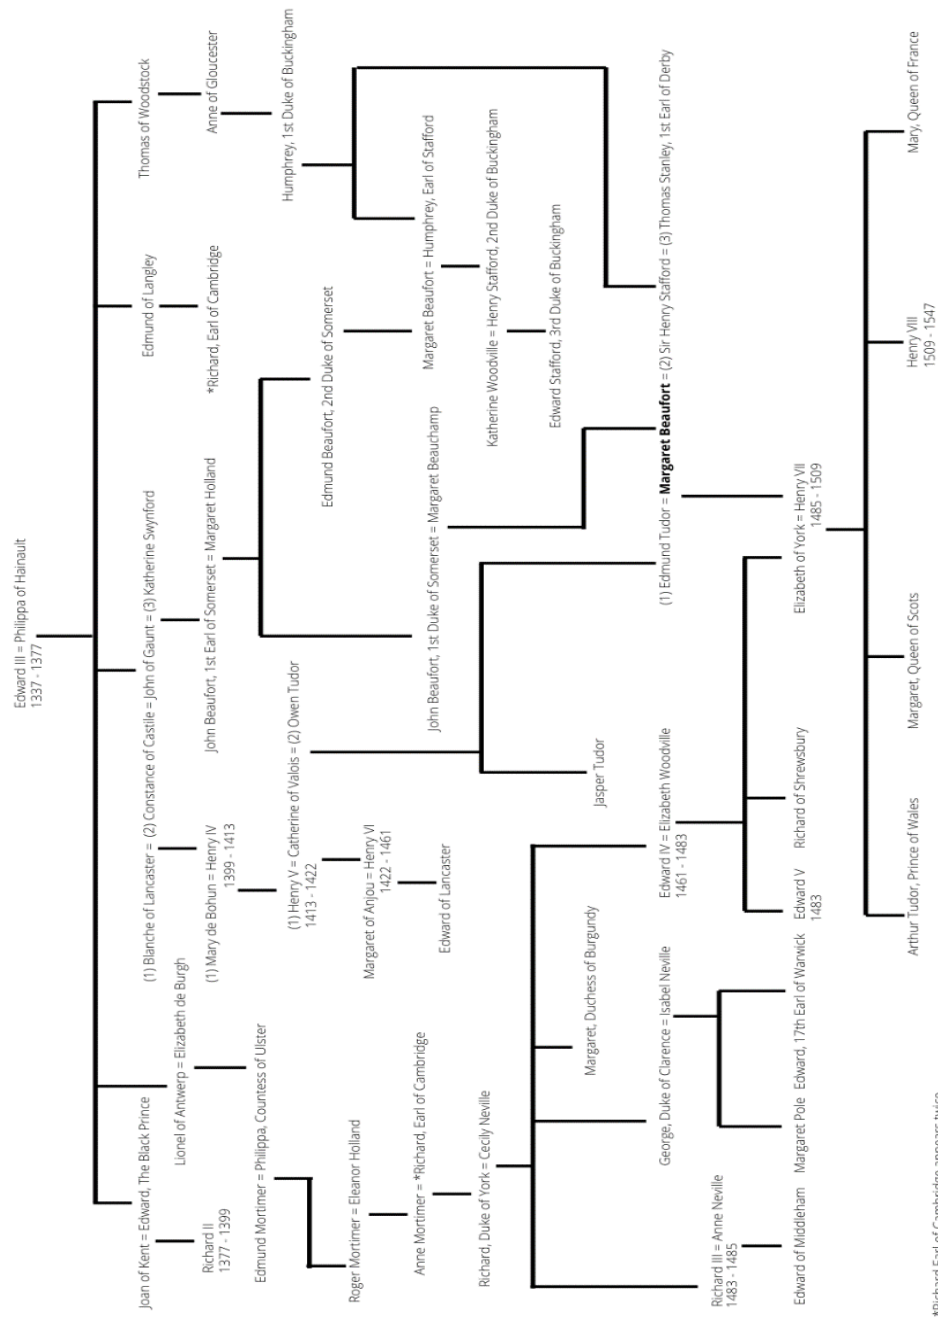 Edward III = Philippa of Hainault
1337 - 1377
Joan of Kent = Edward, The Black Prince
Lionel of Antwerp = Elizabeth de Burgh
(1) Blanche of Lancaster = (2) Constance of Castile = John of Gaunt = (3) Katherine Swynford
Edmund of Langley
Thomas of Woodstock
Richard II
1377 - 1399
(1) Mary de Bohun = Henry IV
1399 - 1413
John Beaufort, 1st Earl of Somerset = Margaret Holland
*Richard, Earl of Cambridge
Anne of Gloucester
Edmund Mortimer = Philippa, Countess of Ulster
(1) Henry V = Catherine of Valois = (2) Owen Tudor
1413 - 1422
Edmund Beaufort, 2nd Duke of Somerset
Humphrey, 1st Duke of Buckingham
Roger Mortimer = Eleanor Holland
Margaret of Anjou = Henry VI
1422 - 1461
Anne Mortimer = *Richard, Earl of Cambridge
Edward of Lancaster
John Beaufort, 1st Duke of Somerset = Margaret Beauchamp
Margaret Beaufort = Humphrey, Earl of Stafford
Richard, Duke of York = Cecily Neville
Katherine Woodville = Henry Stafford, 2nd Duke of Buckingham
Edward Stafford, 3rd Duke of Buckingham
Margaret, Duchess of Burgundy
Jasper Tudor
George, Duke of Clarence = Isabel Neville
Edward IV = Elizabeth Woodville
1461 - 1483
(1) Edmund Tudor = Margaret Beaufort = (2) Sir Henry Stafford = (3) Thomas Stanley, 1st Earl of Derby
Richard III = Anne Neville
1483 - 1485
Edward of Middleham
Margaret Pole
Edward, 17th Earl of Warwick
Edward V
1483
Richard of Shrewsbury
Elizabeth of York = Henry VII
1485 - 1509
Arthur Tudor, Prince of Wales
Margaret, Queen of Scots
Henry VIII
1509 - 1547
Mary, Queen of France
*Richard Earl of Cambridge appears twice